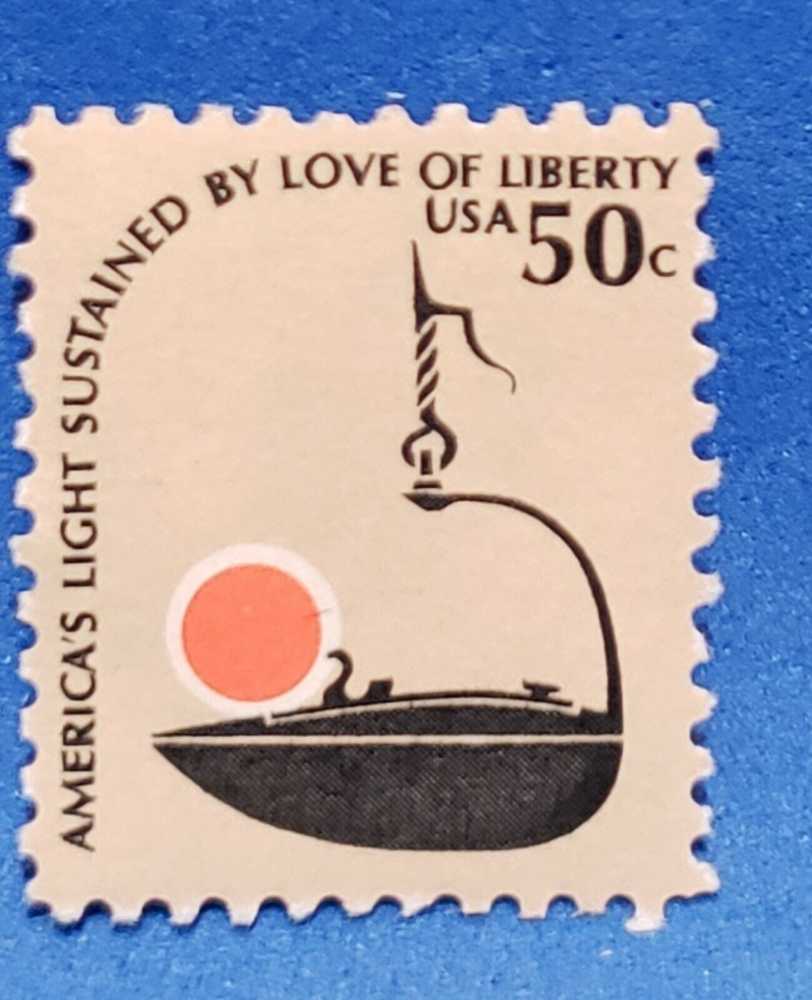 AMERICA'S LIGHT SUSTAINED BY LOVE OF LIBERTY
USA 50c